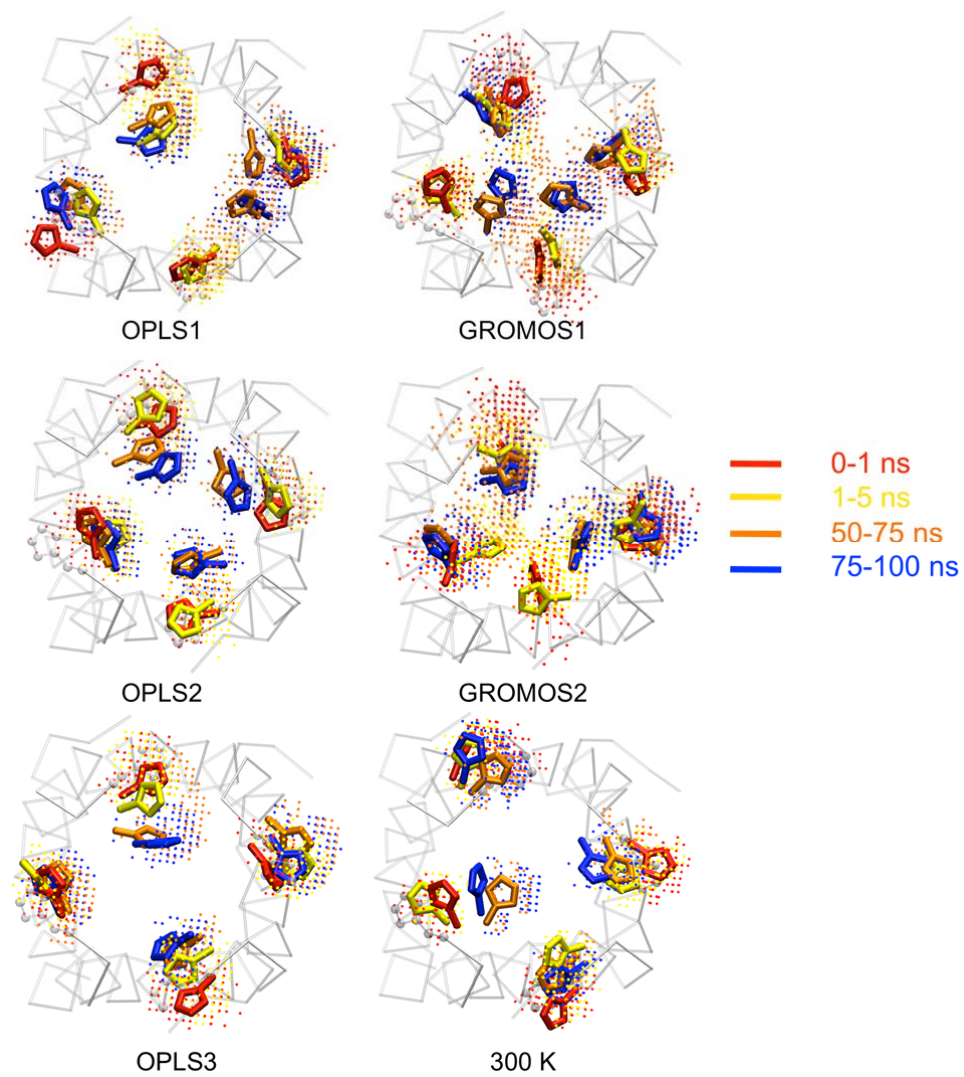 OPLS1
GROMOS1
OPLS2
GROMOS2
0-1 ns
1-5 ns
50-75 ns
75-100 ns
OPLS3
300 K